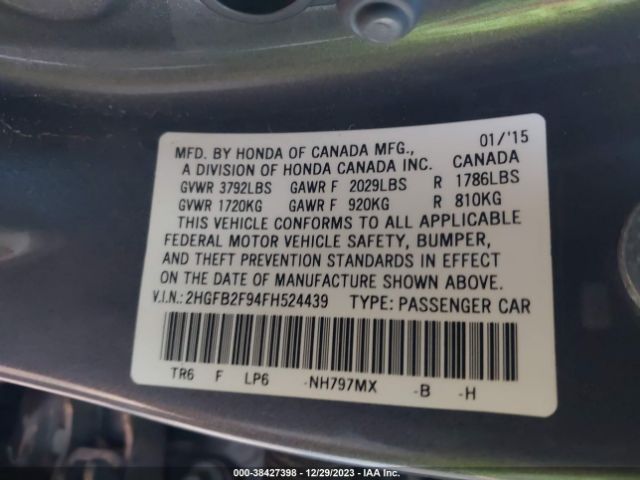 01/'15
MFD. BY HONDA OF CANADA MFG.,
A DIVISION OF HONDA CANADA INC. CANADA
GVWR 3792LBS GAWR F 2029LBS R 1786LBS
GVWR 1720KG GAWR F 920KG R 810KG
THIS VEHICLE CONFORMS TO ALL APPLICABLE
FEDERAL MOTOR VEHICLE SAFETY, BUMPER,
AND THEFT PREVENTION STANDARDS IN EFFECT
ON THE DATE OF MANUFACTURE SHOWN ABOVE.
V.I.N.: 2HGFB2F94FH524439 TYPE: PASSENGER CAR
TR6 F LP6 -NH797MX -B -H
000-38427398 - 12/29/2023 - IAA Inc.